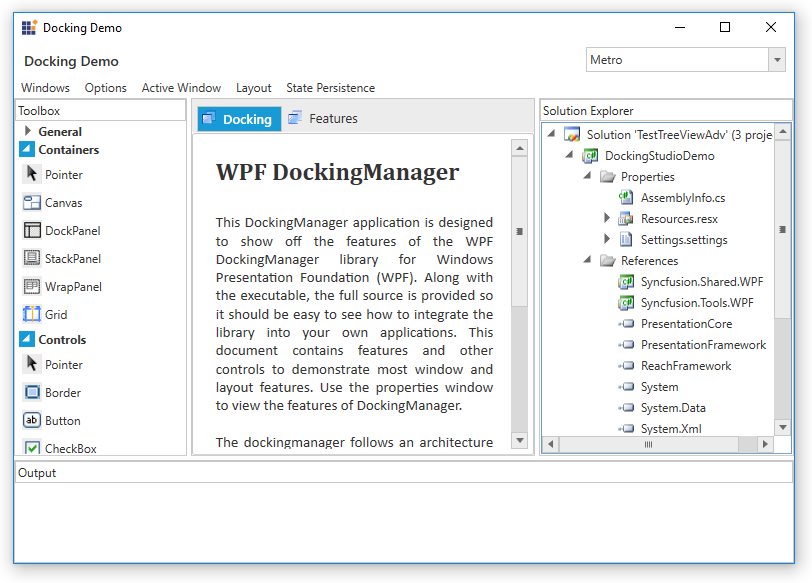 Docking Demo
Docking Demo
Metro
Windows Options Active Window Layout State Persistence
Toolbox
General
Containers
Pointer
Canvas
DockPanel
StackPanel
WrapPanel
Grid
Controls
Pointer
Border
ab Button
CheckBox
Docking Features
WPF DockingManager
This DockingManager application is designed
to show off the features of the WPF
DockingManager library for Windows
Presentation Foundation (WPF). Along with
the executable, the full source is provided so
it should be easy to see how to integrate the
library into your own applications. This
document contains features and other
controls to demonstrate most window and
layout features. Use the properties window
to view the features of DockingManager.
The dockingmanager follows an architecture
Solution Explorer
Solution 'TestTreeViewAdv' (3 proje
DockingStudioDemo
Properties
AssemblyInfo.cs
Resources.resx
Settings.settings
References
Syncfusion.Shared.WPF
Syncfusion.Tools.WPF
PresentationCore
PresentationFramework
ReachFramework
System
System.Data
System.Xml
Output